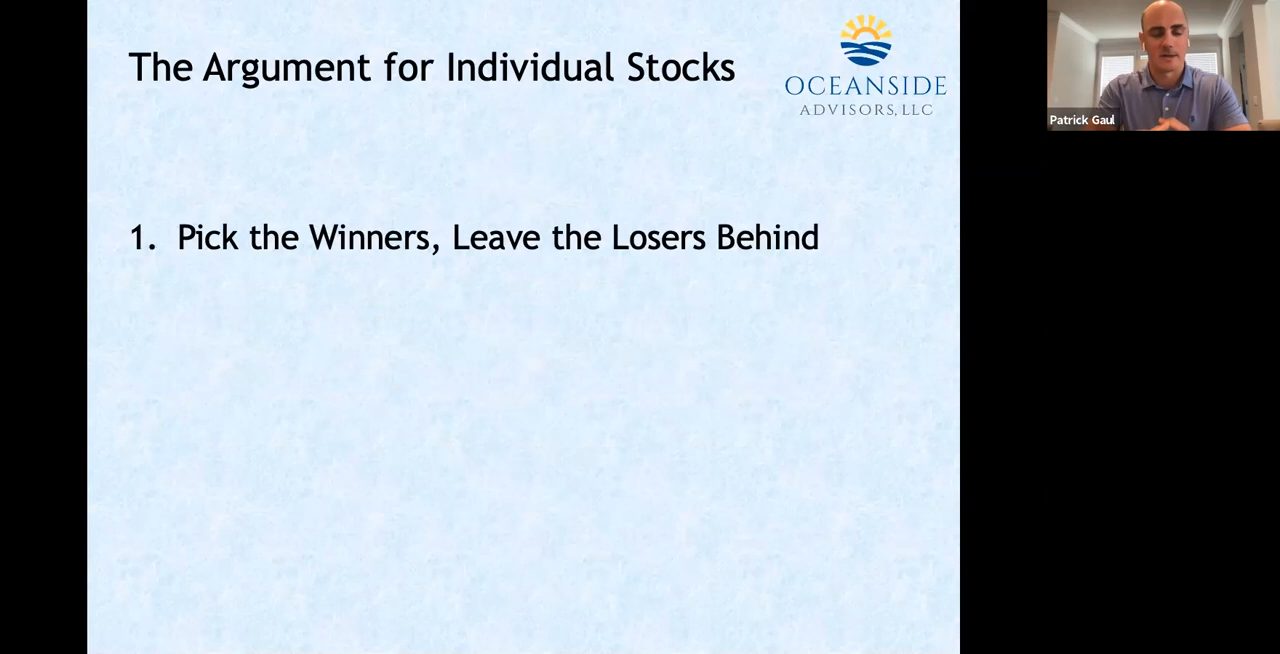 The Argument for Individual Stocks
OCEANSIDE
ADVISORS, LLC
Patrick Gaul
1. Pick the Winners, Leave the Losers Behind